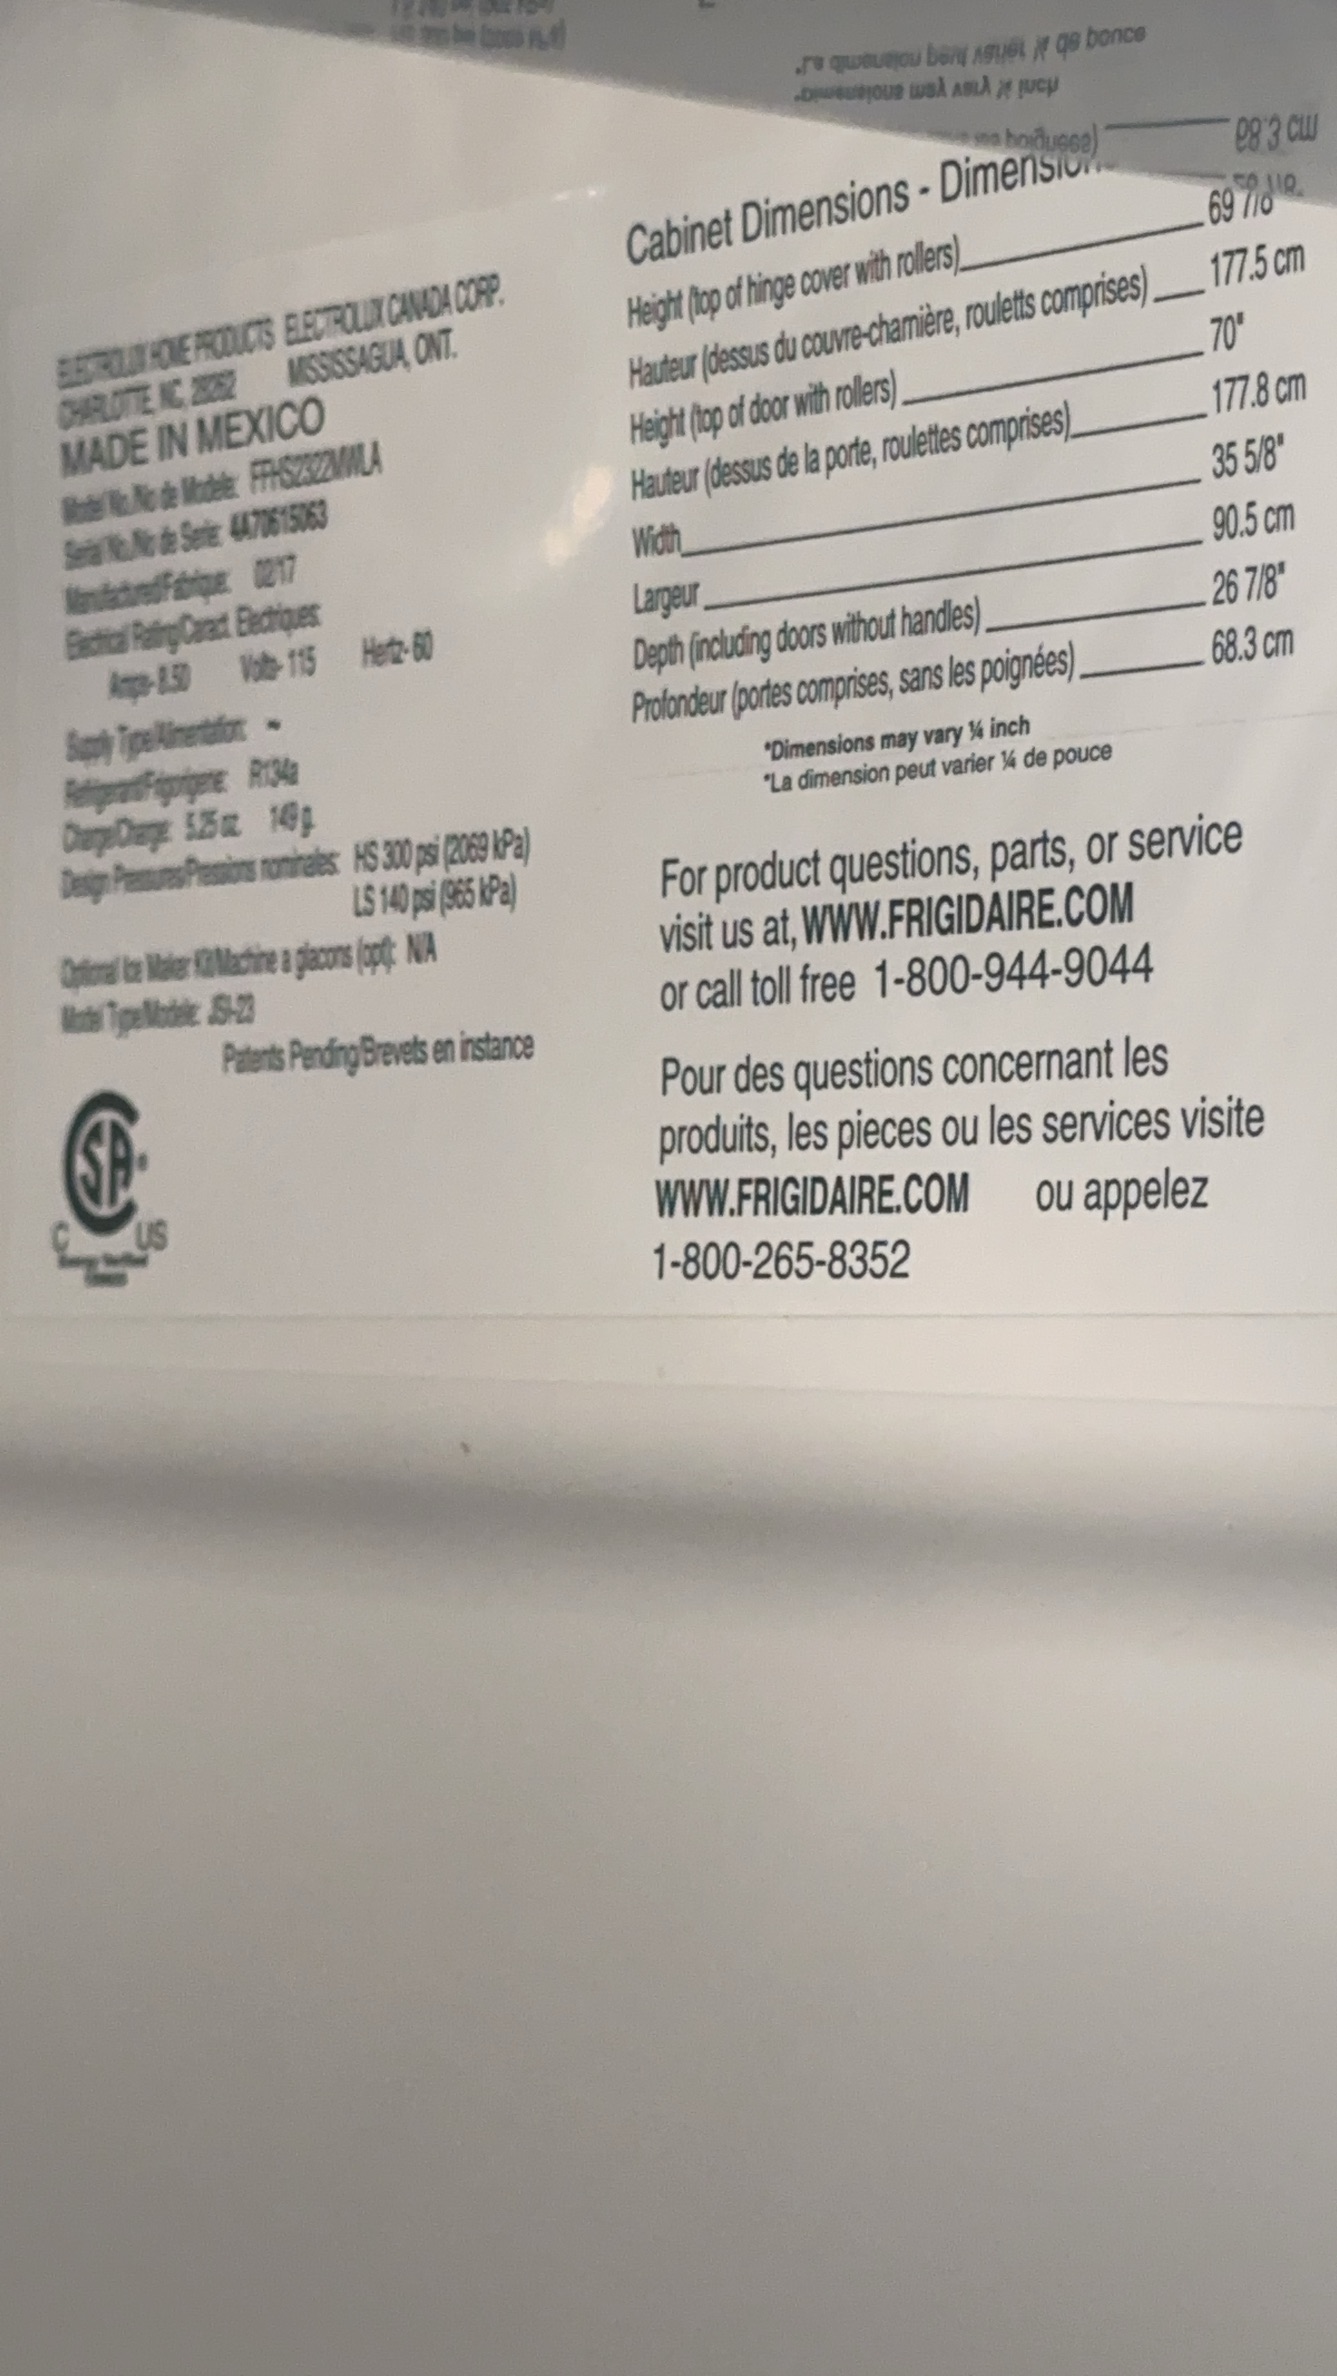 ELECTROLUX HOME PRODUCTS ELECTROLUX CANADA CORP.
CHARLOTTE, NC, 28262 MISSISSAGUA, ONT.
MADE IN MEXICO
Model No./No de Modele: FFHS2322MWLA
Serial No./No de Serie: 4A70615063
Manufactured/Fabrique: 02/17
Electrical Rating/Caract. Electriques:
Amps- 8.50 Volts- 115 Hertz- 60
Supply Type/Alimentation: ~
Refrigerant/Frigorigene: R134a
Charge/Charge: 5.25 oz. 149 g.
Design Pressures/Pressions nominales: HS 300 psi (2069 kPa)
LS 140 psi (965 kPa)
Optional Ice Maker Kit/Machine a glacons (opt): N/A
Model Type/Modele: JSI-23
Patents Pending/Brevets en instance
CSA
C US
Energy Verified
Cabinet Dimensions - Dimension
Height (top of hinge cover with rollers) 69 7/8
Hauteur (dessus du couvre-charnière, rouletts comprises) 177.5 cm
Height (top of door with rollers) 70"
Hauteur (dessus de la porte, roulettes comprises) 177.8 cm
Width 35 5/8"
Largeur 90.5 cm
Depth (including doors without handles) 26 7/8"
Profondeur (portes comprises, sans les poignées) 68.3 cm
*Dimensions may vary ¼ inch
*La dimension peut varier ¼ de pouce
For product questions, parts, or service
visit us at, WWW.FRIGIDAIRE.COM
or call toll free 1-800-944-9044
Pour des questions concernant les
produits, les pieces ou les services visite
WWW.FRIGIDAIRE.COM ou appelez
1-800-265-8352